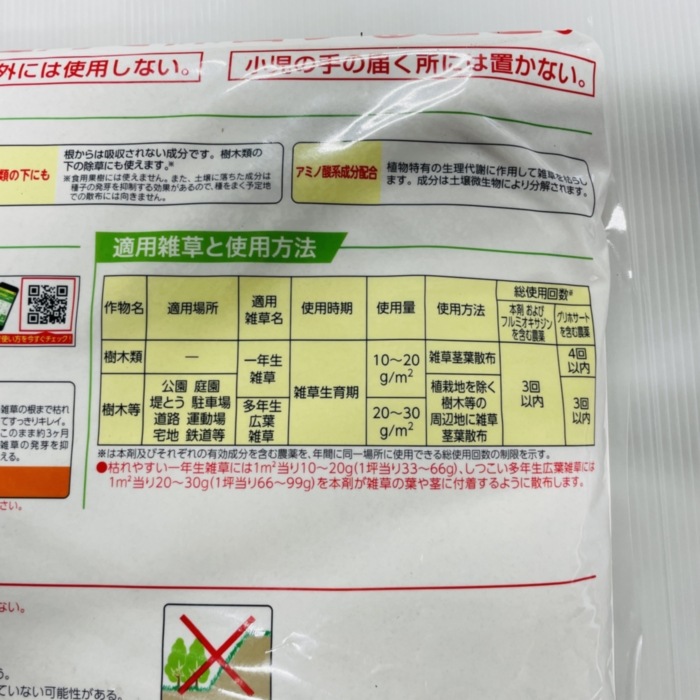 外には使用しない。
小児の手の届く所には置かない。
類の下にも
根からは吸収されない成分です。樹木類の
下の除草にも使えます。※
※食用果樹には使えません。また、土壌に落ちた成分は
種子の発芽を抑制する効果があるので、種をまく予定地
での散布には向きません。
アミノ酸系成分配合
植物特有の生理代謝に作用して雑草を枯らし
ます。成分は土壌微生物により分解されます。
適用雑草と使用方法
使い方を今すぐチェック!
作物名
適用場所
適用
雑草名
使用時期
使用量
使用方法
総使用回数※
本剤 および
フルミオキサジン
を含む農薬
グリホサート
を含む農薬
樹木類
—
一年生
雑草
雑草生育期
10〜20
g/m²
雑草茎葉散布
3回
以内
4回
以内
樹木等
公園 庭園
堤とう 駐車場
道路 運動場
宅地 鉄道等
多年生
広葉
雑草
20〜30
g/m²
植栽地を除く
樹木等の
周辺地に雑草
茎葉散布
3回
以内
※は本剤及びそれぞれの有効成分を含む農薬を、年間に同一場所に使用できる総使用回数の制限を示す。
●枯れやすい一年生雑草には1m²当り10〜20g(1坪当り33〜66g)、しつこい多年生広葉雑草には
1m²当り20〜30g(1坪当り66〜99g)を本剤が雑草の葉や茎に付着するように散布します。
雑草の根まで枯れ
てすっきりキレイ。
このまま約3ヶ月
雑草の発芽を抑
える。
さい。
ない。
う。
ていない可能性がある。